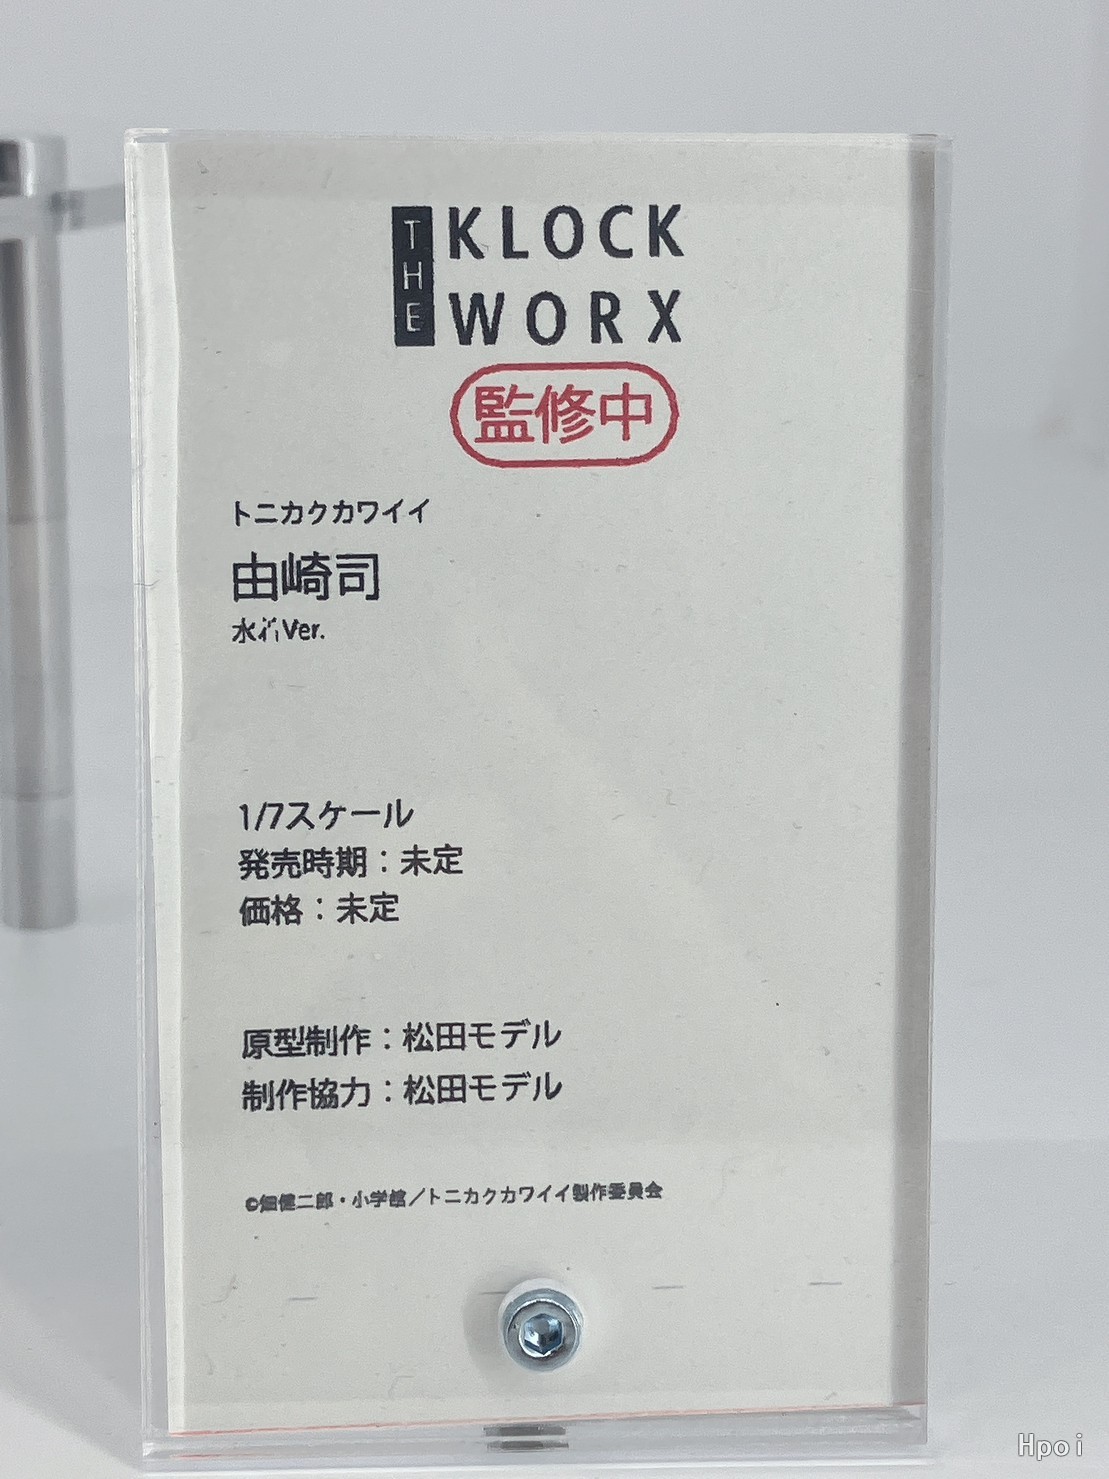 THE KLOCK
WORX
監修中
トニカクカワイイ
由崎司
水着Ver.
1/7スケール
発売時期：未定
価格：未定
原型制作：松田モデル
制作協力：松田モデル
©畑健二郎・小学館／トニカクカワイイ製作委員会
Hpoi